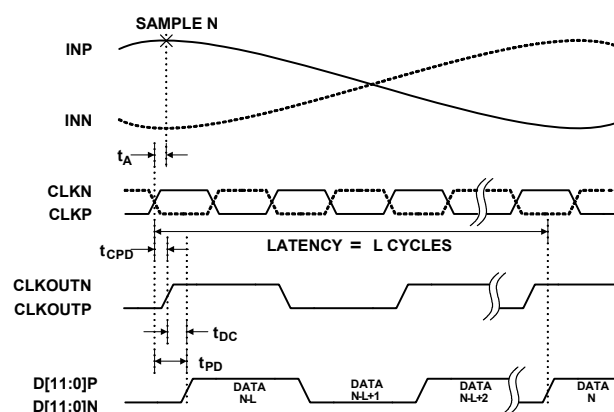 SAMPLE N
INP
INN
tA
CLKN
CLKP
LATENCY = L CYCLES
tCPD
CLKOUTN
CLKOUTP
tDC
tPD
D[11:0]P
D[11:0]N
DATA
N-L
DATA
N-L+1
DATA
N-L+2
DATA
N